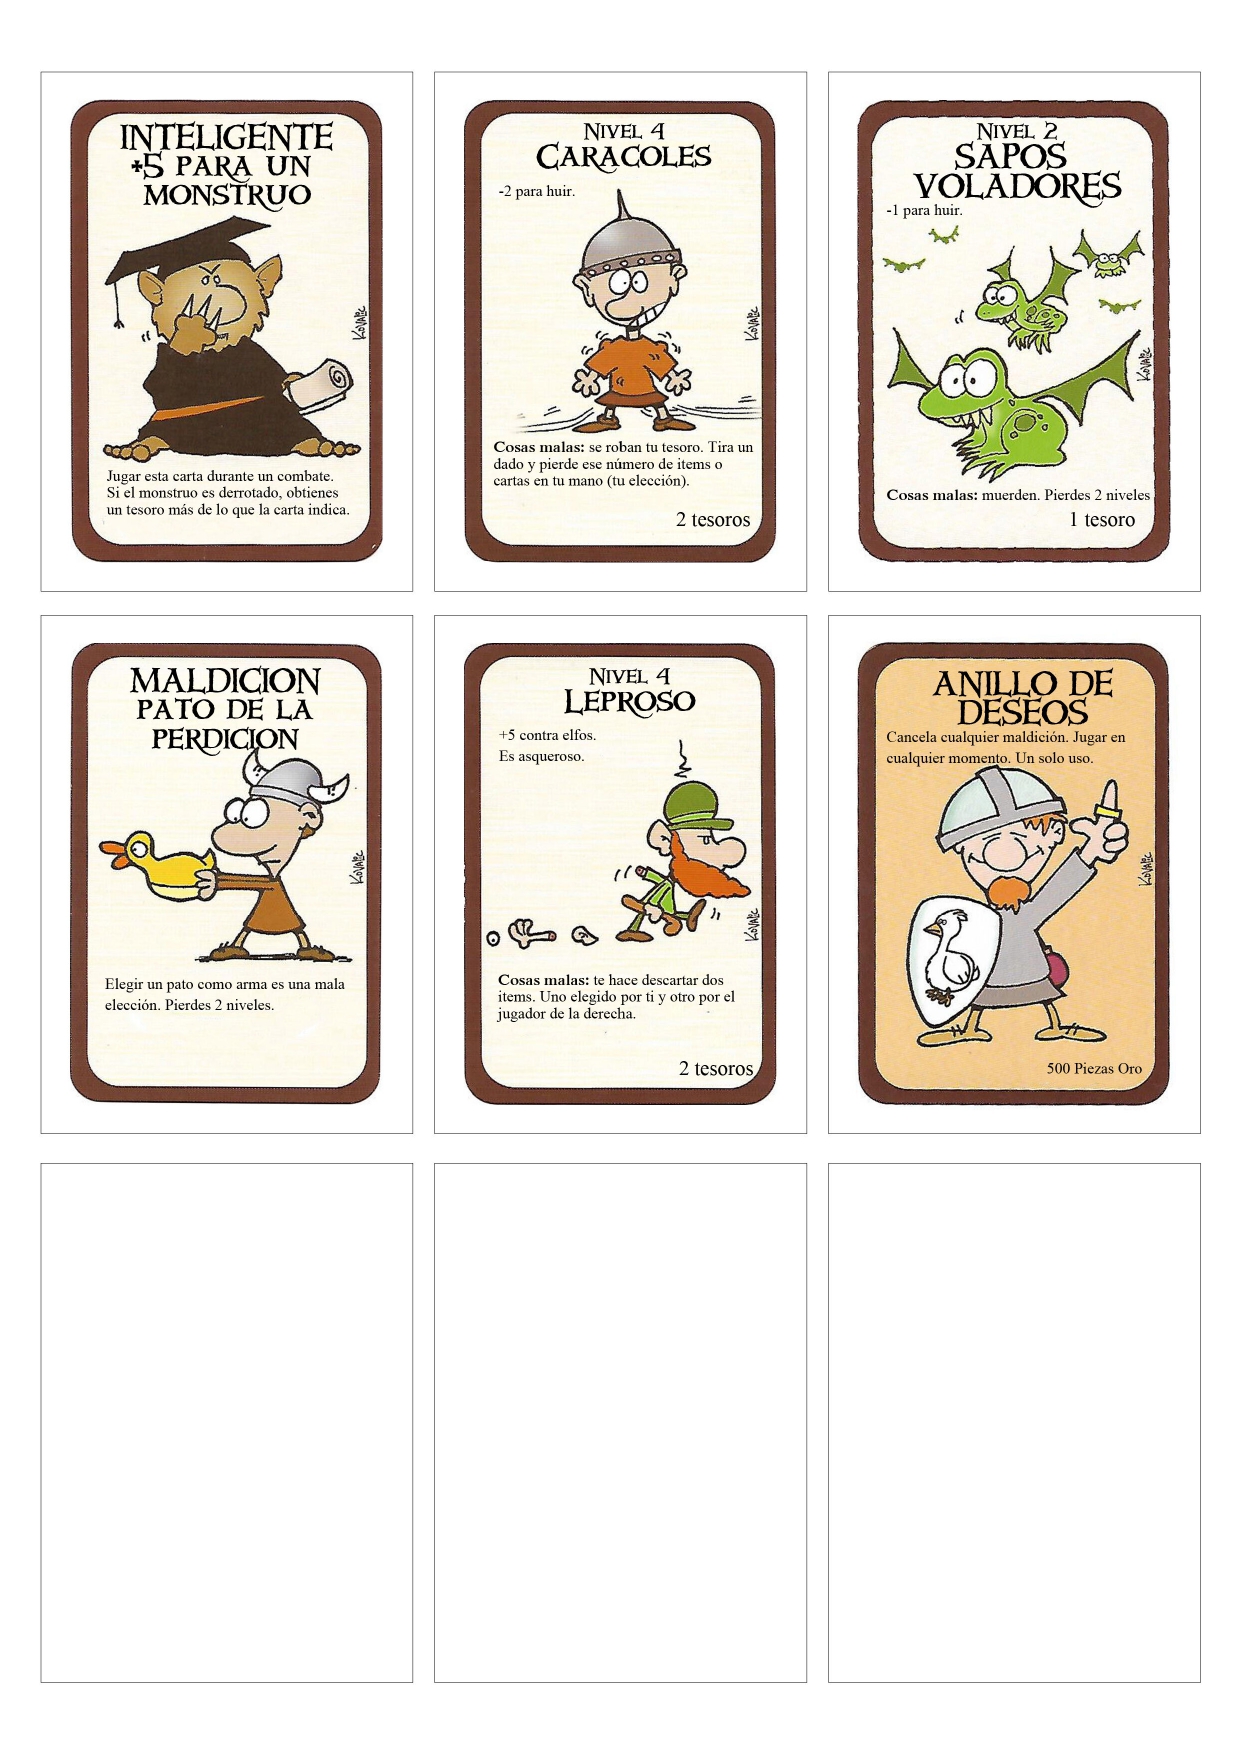 INTELIGENTE
+5 PARA UN
MONSTRUO
KOVALIC
Jugar esta carta durante un combate.
Si el monstruo es derrotado, obtienes
un tesoro más de lo que la carta indica.
NIVEL 4
CARACOLES
-2 para huir.
KOVALIC
Cosas malas: se roban tu tesoro. Tira un
dado y pierde ese número de items o
cartas en tu mano (tu elección).
2 tesoros
NIVEL 2
SAPOS
VOLADORES
-1 para huir.
KOVALIC
Cosas malas: muerden. Pierdes 2 niveles
1 tesoro
MALDICION
PATO DE LA
PERDICION
KOVALIC
Elegir un pato como arma es una mala
elección. Pierdes 2 niveles.
NIVEL 4
LEPROSO
+5 contra elfos.
Es asqueroso.
KOVALIC
Cosas malas: te hace descartar dos
items. Uno elegido por ti y otro por el
jugador de la derecha.
2 tesoros
ANILLO DE
DESEOS
Cancela cualquier maldición. Jugar en
cualquier momento. Un solo uso.
KOVALIC
500 Piezas Oro